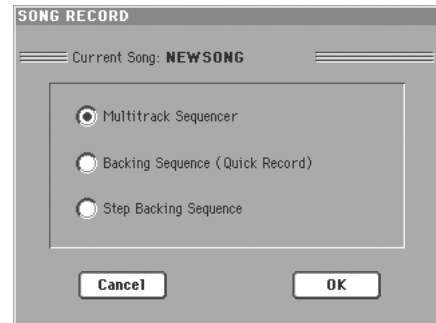 SONG RECORD
Current Song: NEWSONG
Multitrack Sequencer
Backing Sequence (Quick Record)
Step Backing Sequence
Cancel OK